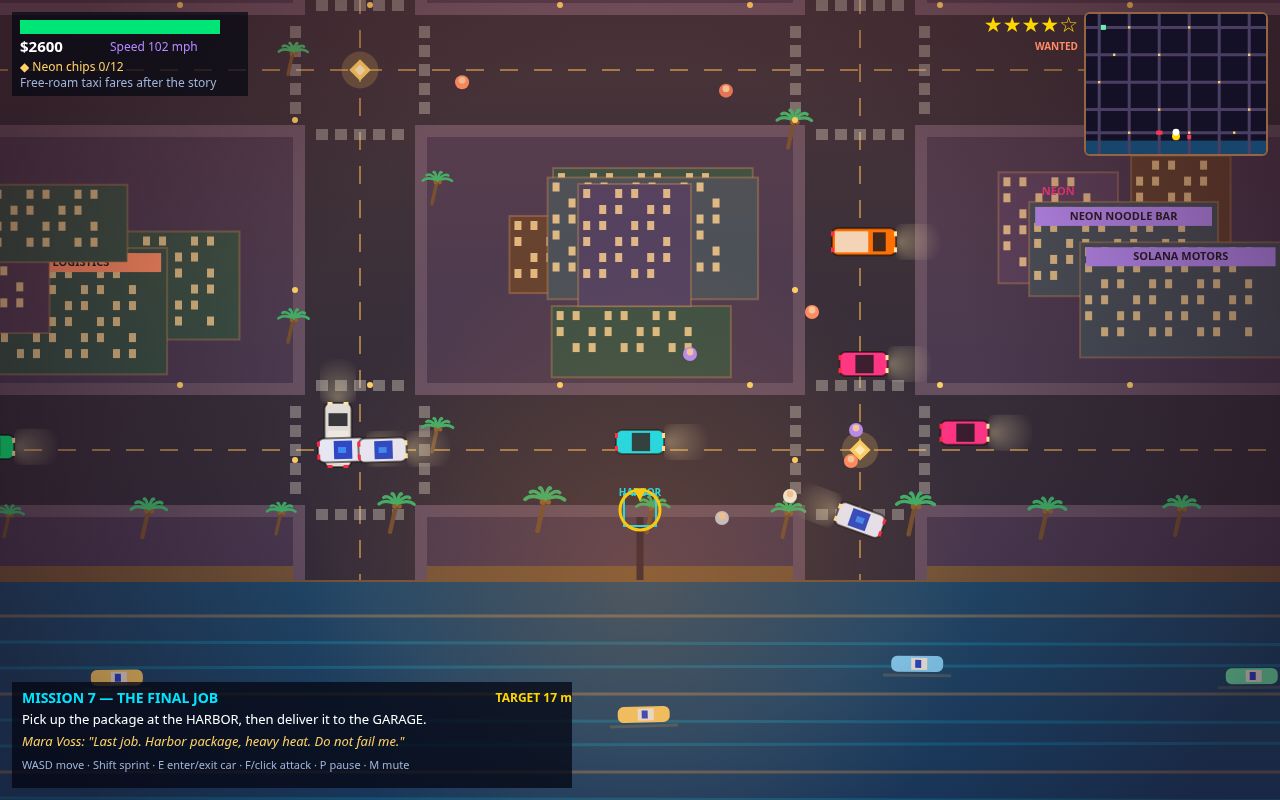 $2600 Speed 102 mph
◆ Neon chips 0/12
Free-roam taxi fares after the story
★★★★☆
WANTED
NEON
NEON NOODLE BAR
SOLANA MOTORS
LOGISTICS
HARBOR
MISSION 7 — THE FINAL JOB TARGET 17 m
Pick up the package at the HARBOR, then deliver it to the GARAGE.
Mara Voss: "Last job. Harbor package, heavy heat. Do not fail me."
WASD move · Shift sprint · E enter/exit car · F/click attack · P pause · M mute